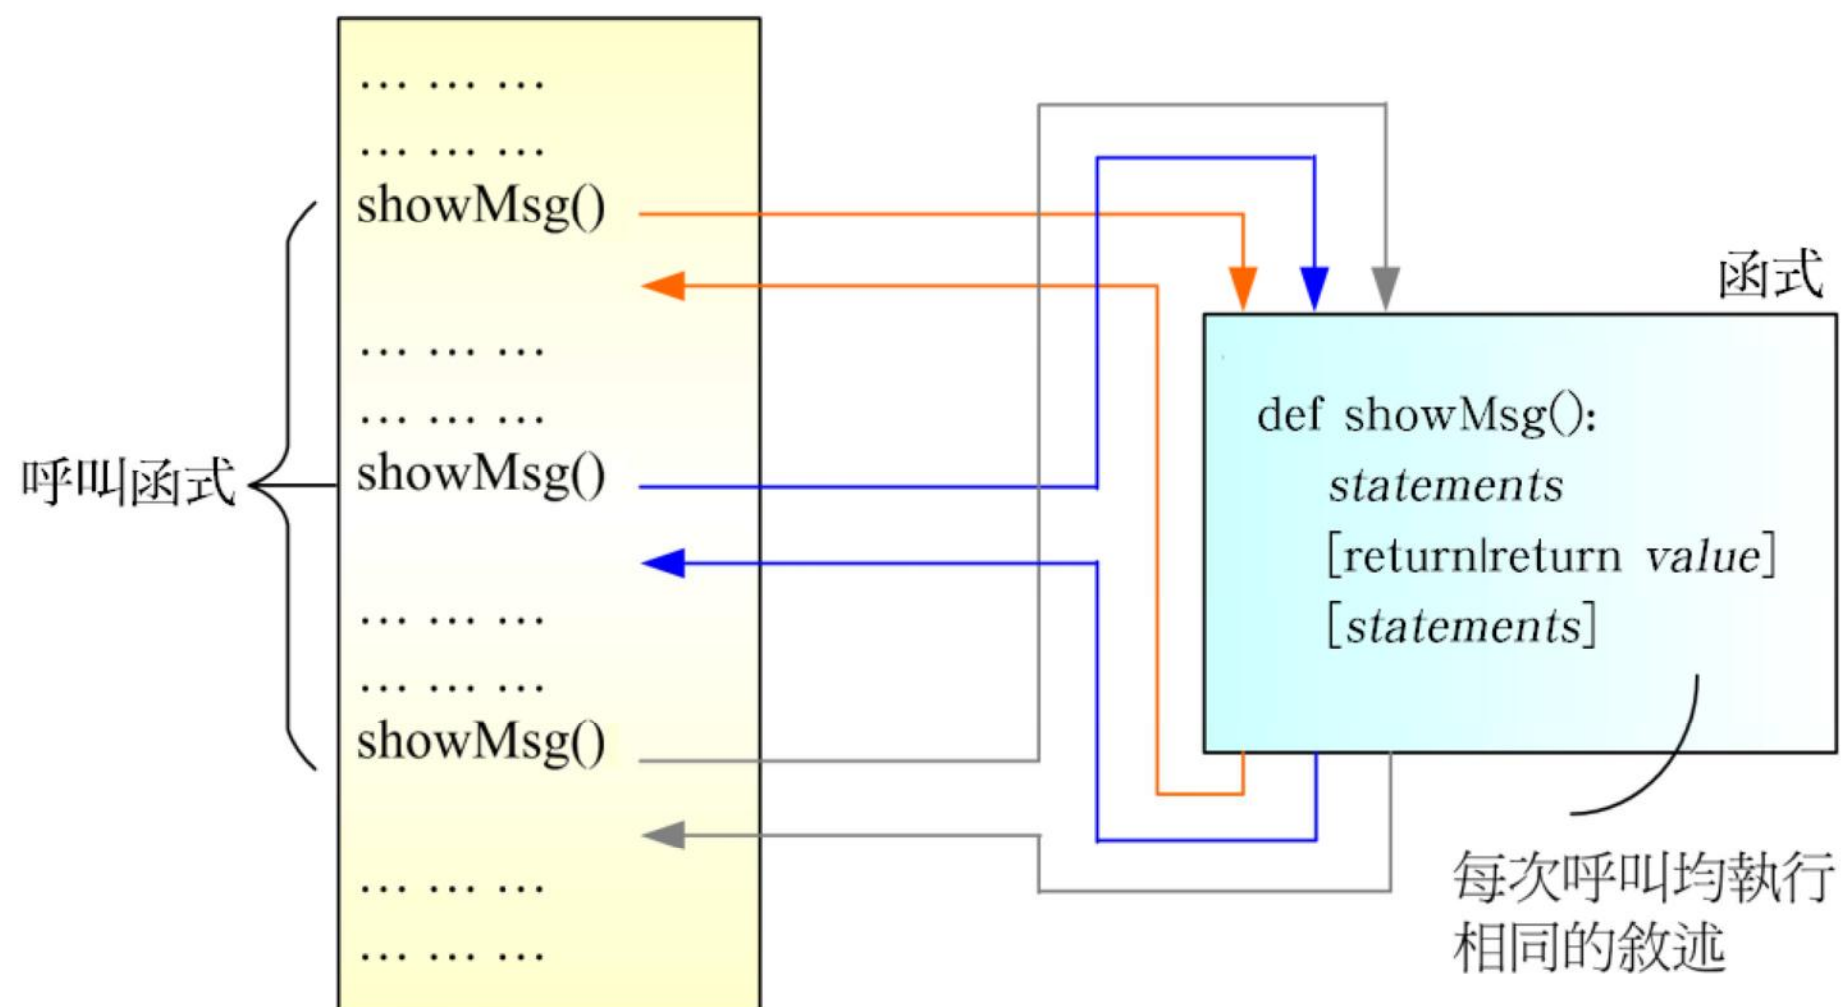 … … …
… … …
showMsg()
… … …
… … …
showMsg()
… … …
… … …
showMsg()
… … …
… … …
呼叫函式
函式
def showMsg():
statements
[return|return value]
[statements]
每次呼叫均執行
相同的敘述